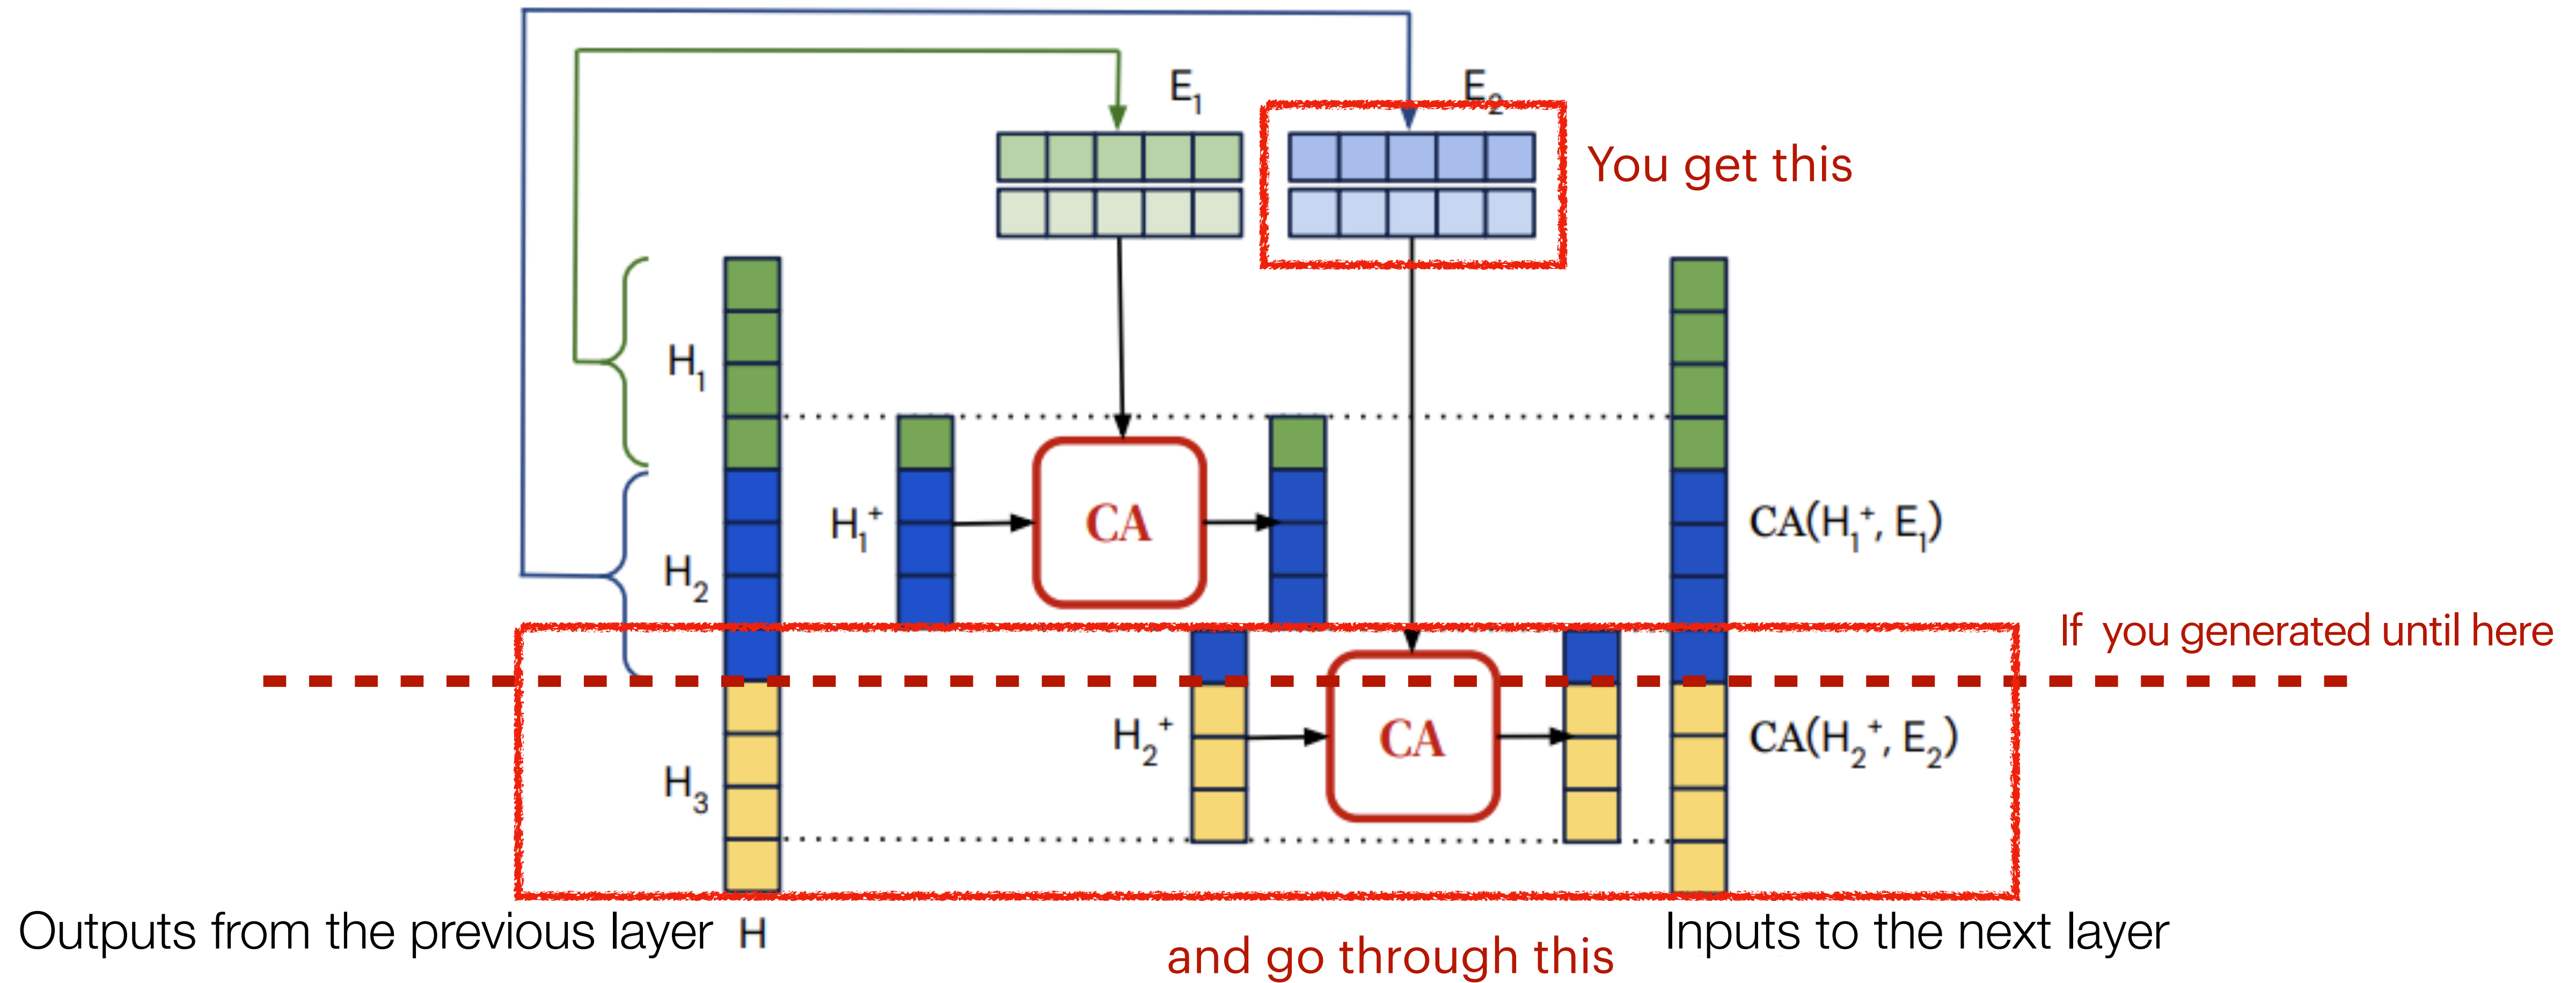 E₁
E₂
You get this
H₁
H₁⁺
CA
CA(H₁⁺, E₁)
H₂
If you generated until here
H₂⁺
CA
CA(H₂⁺, E₂)
H₃
Outputs from the previous layer H
Inputs to the next layer
and go through this